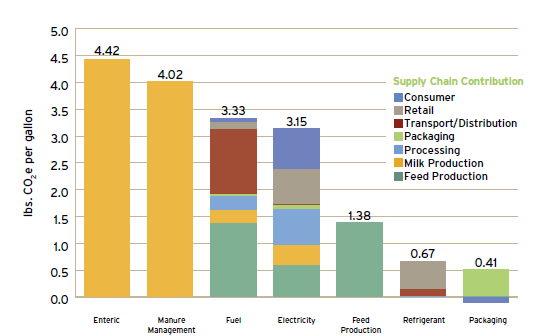 5.0
4.5
4.0
3.5
3.0
2.5
2.0
1.5
1.0
0.5
0.0
lbs. CO2e per gallon
4.42
4.02
3.33
3.15
1.38
0.67
0.41
Supply Chain Contribution
Consumer
Retail
Transport/Distribution
Packaging
Processing
Milk Production
Feed Production
Enteric
Manure
Management
Fuel
Electricity
Feed
Production
Refrigerant
Packaging